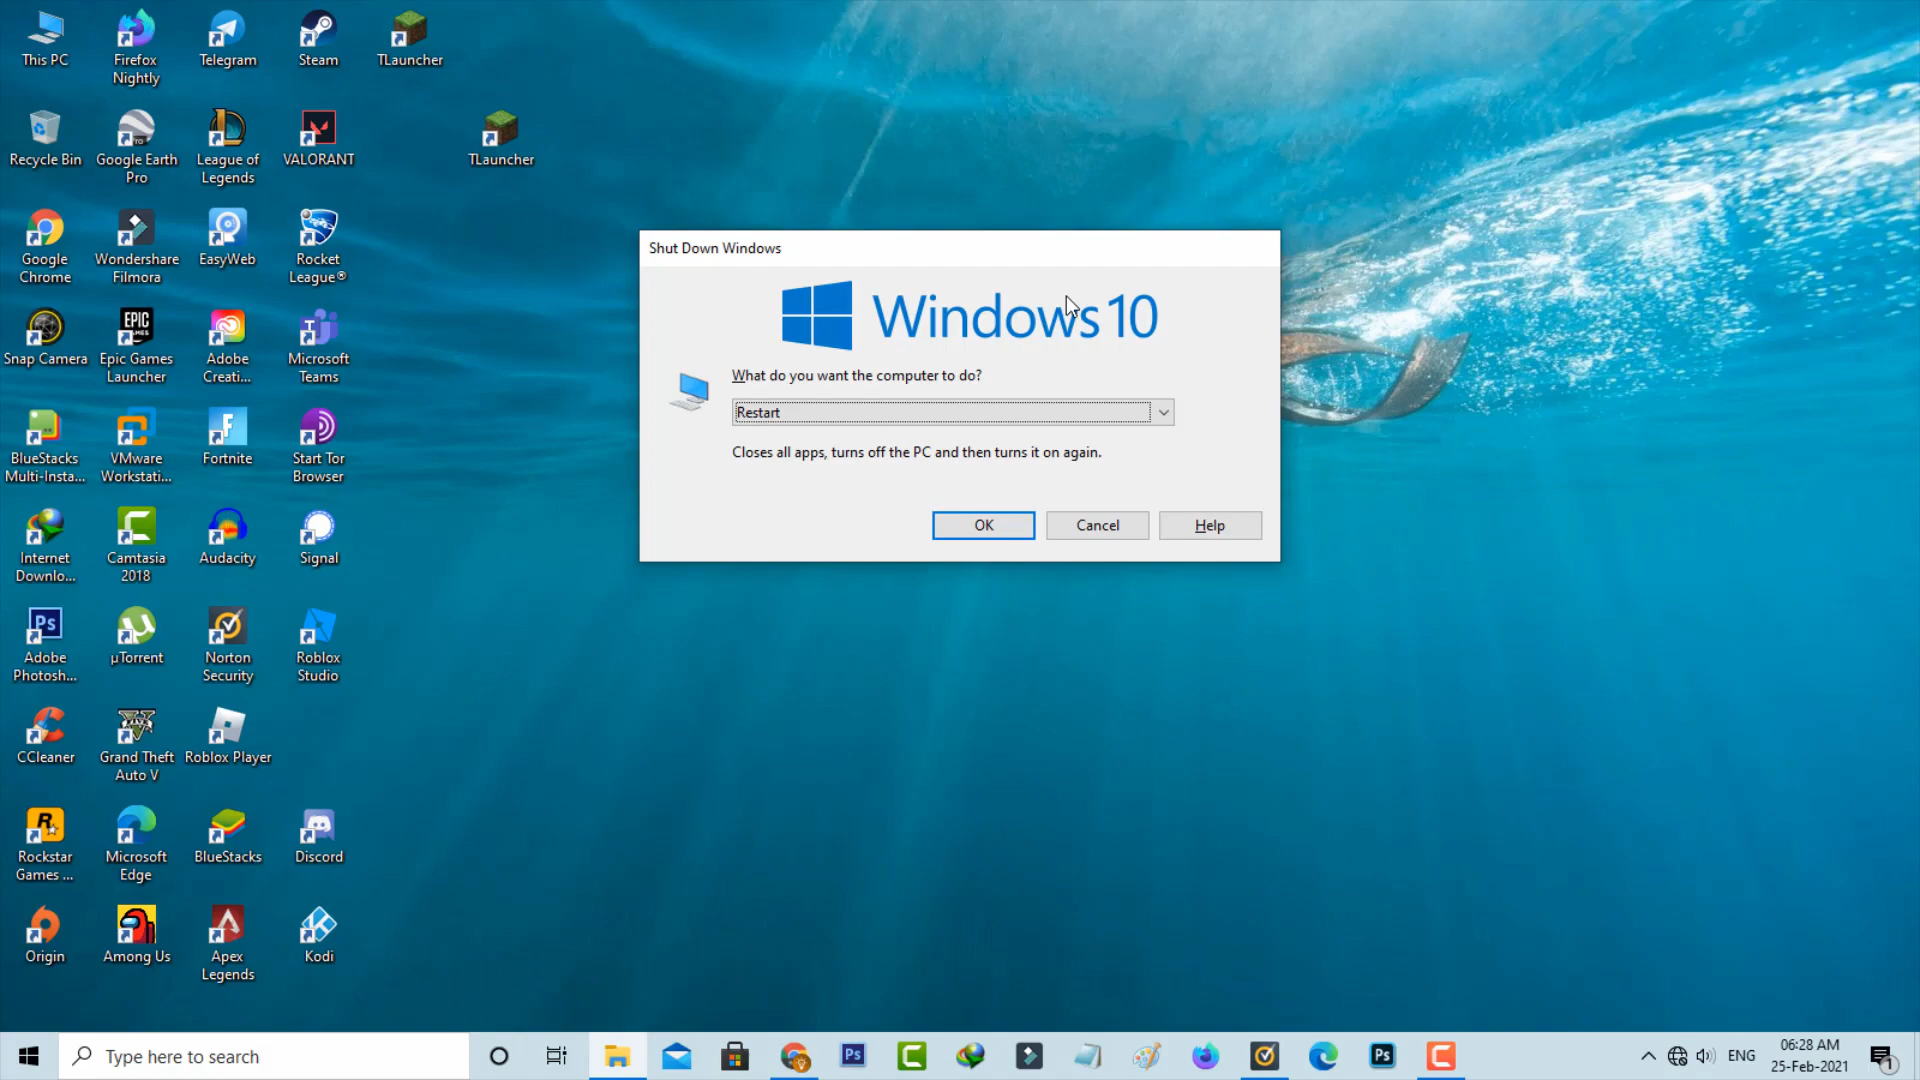 This PC
Firefox
Nightly
Telegram
Steam
TLauncher
Recycle Bin
Google Earth
Pro
League of
Legends
VALORANT
TLauncher
Google
Chrome
Wondershare
Filmora
EasyWeb
Rocket
League®
Snap Camera
EPIC
GAMES
Epic Games
Launcher
Adobe
Creati...
Microsoft
Teams
BlueStacks
Multi-Insta...
VMware
Workstati...
Fortnite
Start Tor
Browser
Internet
Downlo...
Camtasia
2018
Audacity
Signal
Ps
Adobe
Photosh...
µTorrent
Norton
Security
Roblox
Studio
CCleaner
Grand Theft
Auto V
Roblox Player
Rockstar
Games ...
Microsoft
Edge
BlueStacks
Discord
Origin
Among Us
Apex
Legends
Kodi
Shut Down Windows
Windows 10
What do you want the computer to do?
Restart
Closes all apps, turns off the PC and then turns it on again.
OK
Cancel
Help
Type here to search
Ps
Ps
ENG
06:28 AM
25-Feb-2021
1